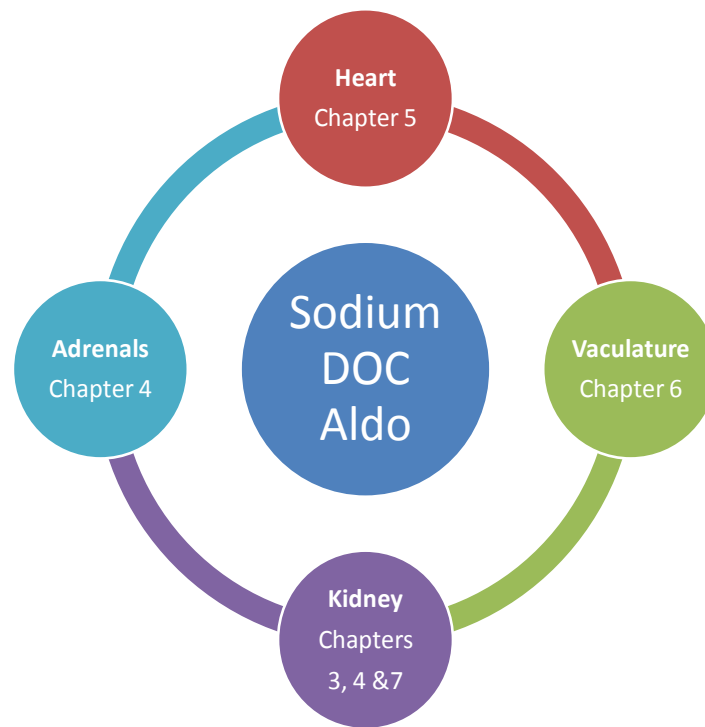 Heart
Chapter 5
Sodium
DOC
Aldo
Adrenals
Chapter 4
Vaculature
Chapter 6
Kidney
Chapters
3, 4 &7